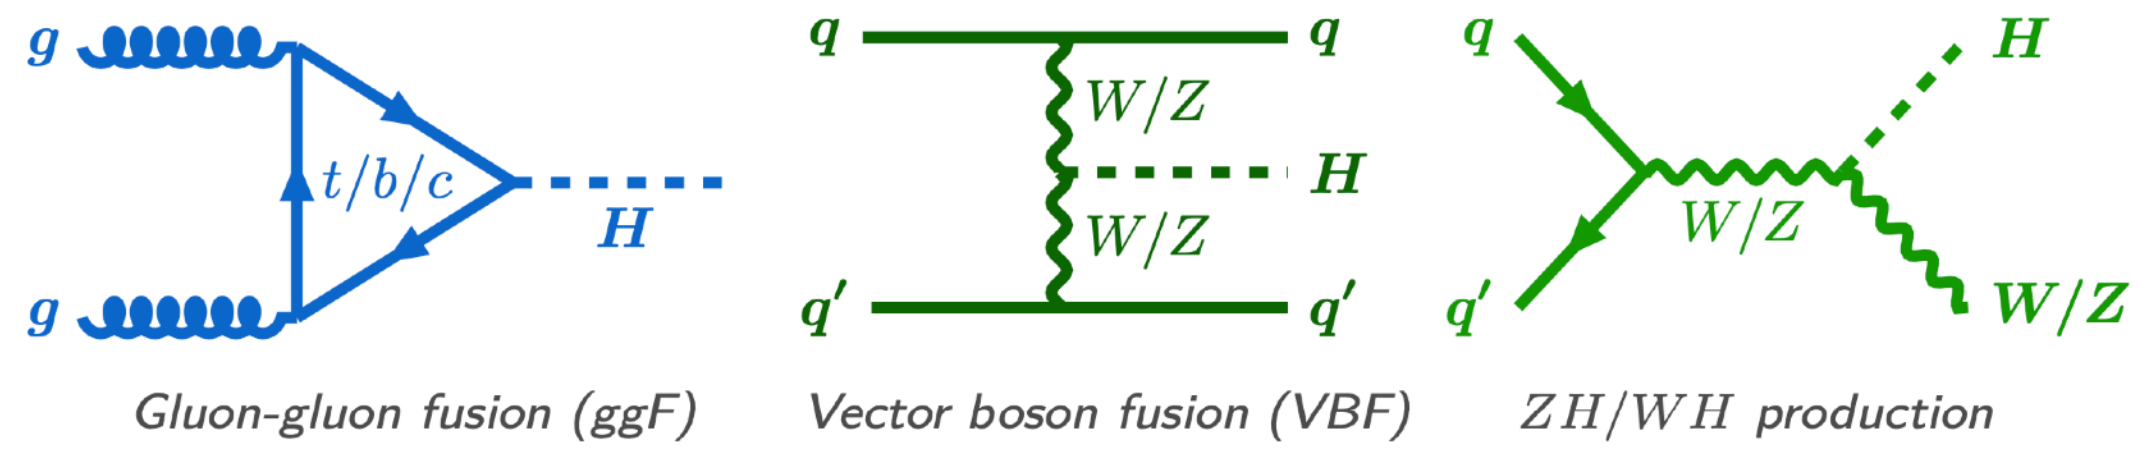 g
g
t/b/c
H
Gluon-gluon fusion (ggF)
q
q
W/Z
H
W/Z
q′
q′
Vector boson fusion (VBF)
q
H
W/Z
q′
W/Z
ZH/WH production